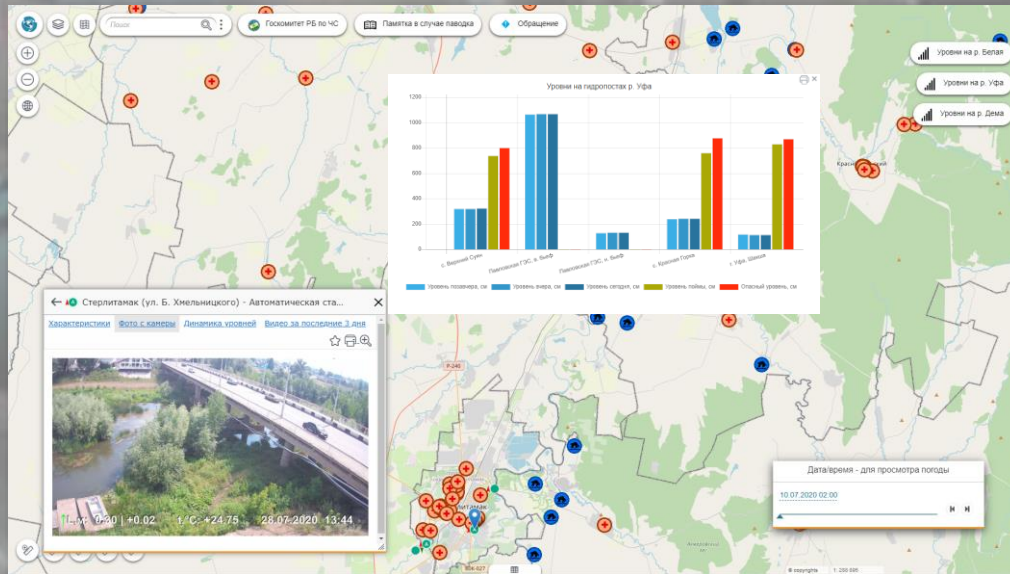 Поиск
Госкомитет РБ по ЧС
Памятка в случае паводка
Обращение
Уровни на р. Белая
Уровни на р. Уфа
Уровни на р. Дема
Уровни на гидропостах р. Уфа
1200
1000
800
600
400
200
0
с. Верхний Суян
Павловская ГЭС, в. бьеф
Павловская ГЭС, н. бьеф
с. Красная Горка
г. Уфа, Шакша
Уровень позавчера, см
Уровень вчера, см
Уровень сегодня, см
Уровень поймы, см
Опасный уровень, см
Стерлитамак (ул. Б. Хмельницкого) - Автоматическая ста...
Характеристики
Фото с камеры
Динамика уровней
Видео за последние 3 дня
L, м: 0.30 | +0.02 t,°C: +24.75 28.07.2020 13:44
Р-240
Дата/время - для просмотра погоды
10.07.2020 02:00